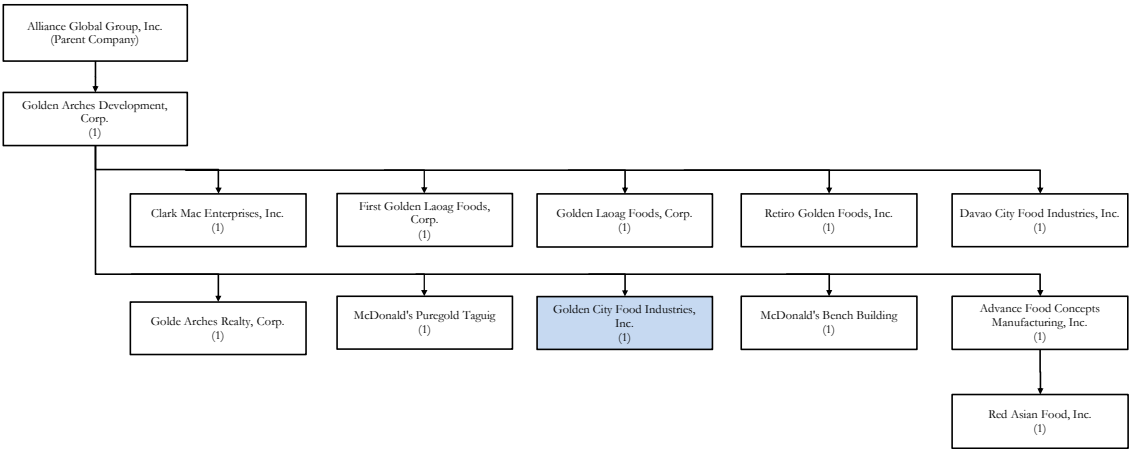 Alliance Global Group, Inc.
(Parent Company)
Golden Arches Development,
Corp.
(1)
Clark Mac Enterprises, Inc.
(1)
First Golden Laoag Foods,
Corp.
(1)
Golden Laoag Foods, Corp.
(1)
Retiro Golden Foods, Inc.
(1)
Davao City Food Industries, Inc.
(1)
Golde Arches Realty, Corp.
(1)
McDonald's Puregold Taguig
(1)
Golden City Food Industries,
Inc.
(1)
McDonald's Bench Building
(1)
Advance Food Concepts
Manufacturing, Inc.
(1)
Red Asian Food, Inc.
(1)